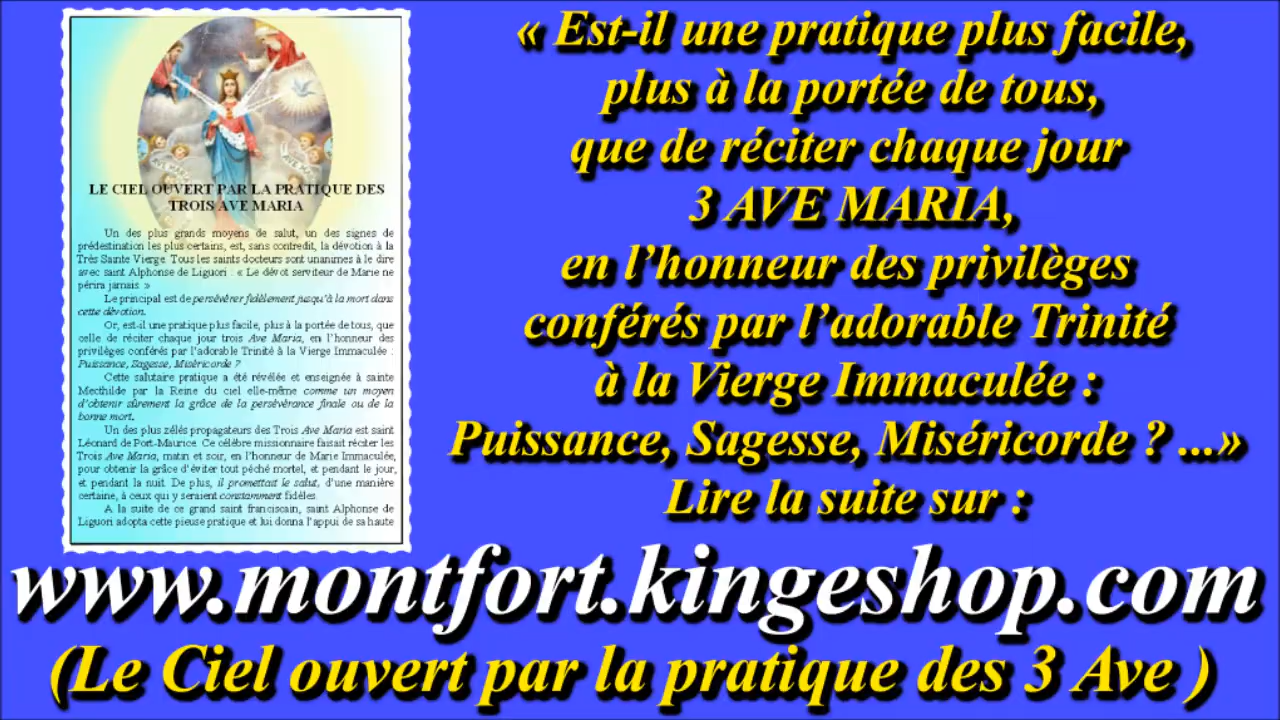 LE CIEL OUVERT PAR LA PRATIQUE DES
TROIS AVE MARIA
Un des plus grands moyens de salut, un des signes de
prédestination les plus certains, est, sans contredit, la dévotion à la
Très Sainte Vierge. Tous les saints docteurs sont unanimes à le dire
avec saint Alphonse de Liguori : « Le dévot serviteur de Marie ne
périra jamais. »
Le principal est de persévérer fidèlement jusqu'à la mort dans
cette dévotion.
Or, est-il une pratique plus facile, plus à la portée de tous, que
celle de réciter chaque jour trois Ave Maria, en l'honneur des
privilèges conférés par l'adorable Trinité à la Vierge Immaculée :
Puissance, Sagesse, Miséricorde ?
Cette salutaire pratique a été révélée et enseignée à sainte
Mecthilde par la Reine du ciel elle-même comme un moyen
d'obtenir sûrement la grâce de la persévérance finale ou de la
bonne mort.
Un des plus zélés propagateurs des Trois Ave Maria est saint
Léonard de Port-Maurice. Ce célèbre missionnaire faisait réciter les
Trois Ave Maria, matin et soir, en l'honneur de Marie Immaculée,
pour obtenir la grâce d'éviter tout péché mortel, et pendant le jour,
et pendant la nuit. De plus, il promettait le salut, d'une manière
certaine, à ceux qui y seraient constamment fidèles.
A la suite de ce grand saint franciscain, saint Alphonse de
Liguori adopta cette pieuse pratique et lui donna l'appui de sa haute
« Est-il une pratique plus facile,
plus à la portée de tous,
que de réciter chaque jour
3 AVE MARIA,
en l’honneur des privilèges
conférés par l’adorable Trinité
à la Vierge Immaculée :
Puissance, Sagesse, Miséricorde ? ...»
Lire la suite sur :
www.montfort.kingeshop.com
(Le Ciel ouvert par la pratique des 3 Ave )